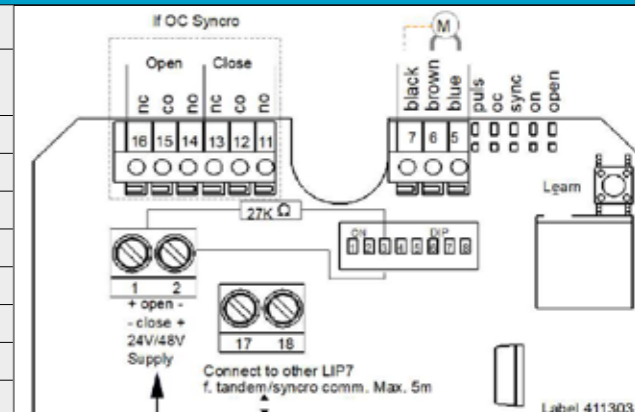 If OC Syncro
M
Open Close
nc co no nc co no
black brown blue
puls oc sync on open
16 15 14 13 12 11
7 6 5
Learn
27K Ω
ON DIP
1 2 3 4 5 6 7 8
1 2
+ open -
- close +
24V/48V
Supply
17 18
Connect to other LIP7
f. tandem/syncro comm. Max. 5m
Label 411303